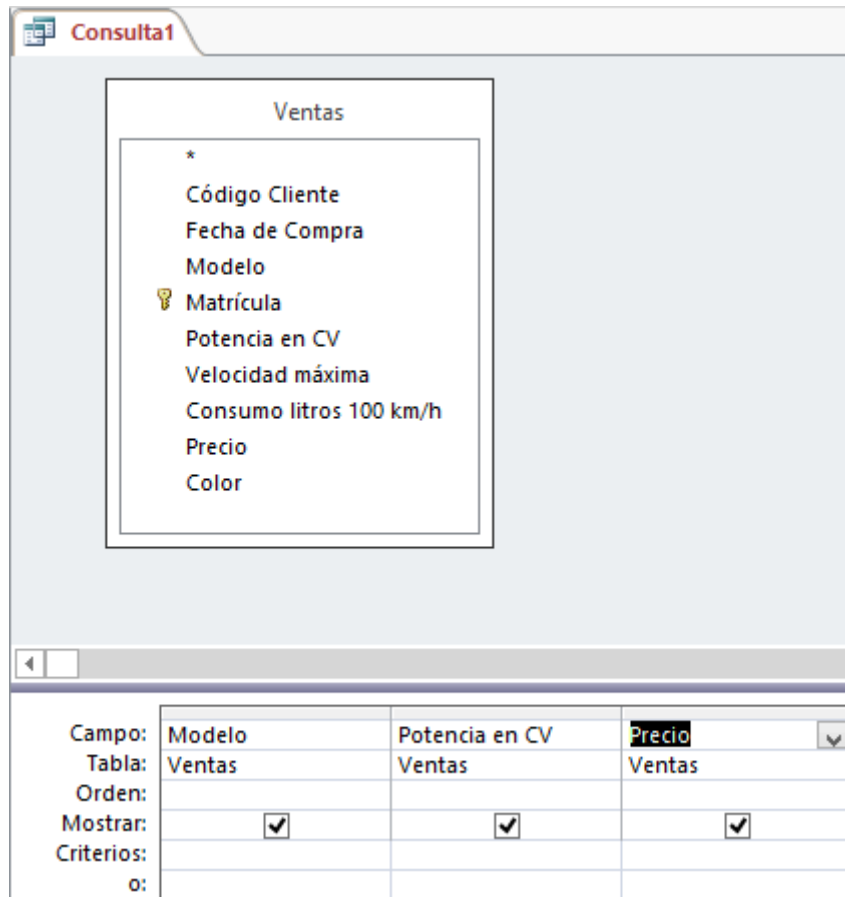 Consulta1
Ventas
*
Código Cliente
Fecha de Compra
Modelo
Matrícula
Potencia en CV
Velocidad máxima
Consumo litros 100 km/h
Precio
Color
Campo: Modelo Potencia en CV Precio
Tabla: Ventas Ventas Ventas
Orden:
Mostrar:
Criterios:
o: